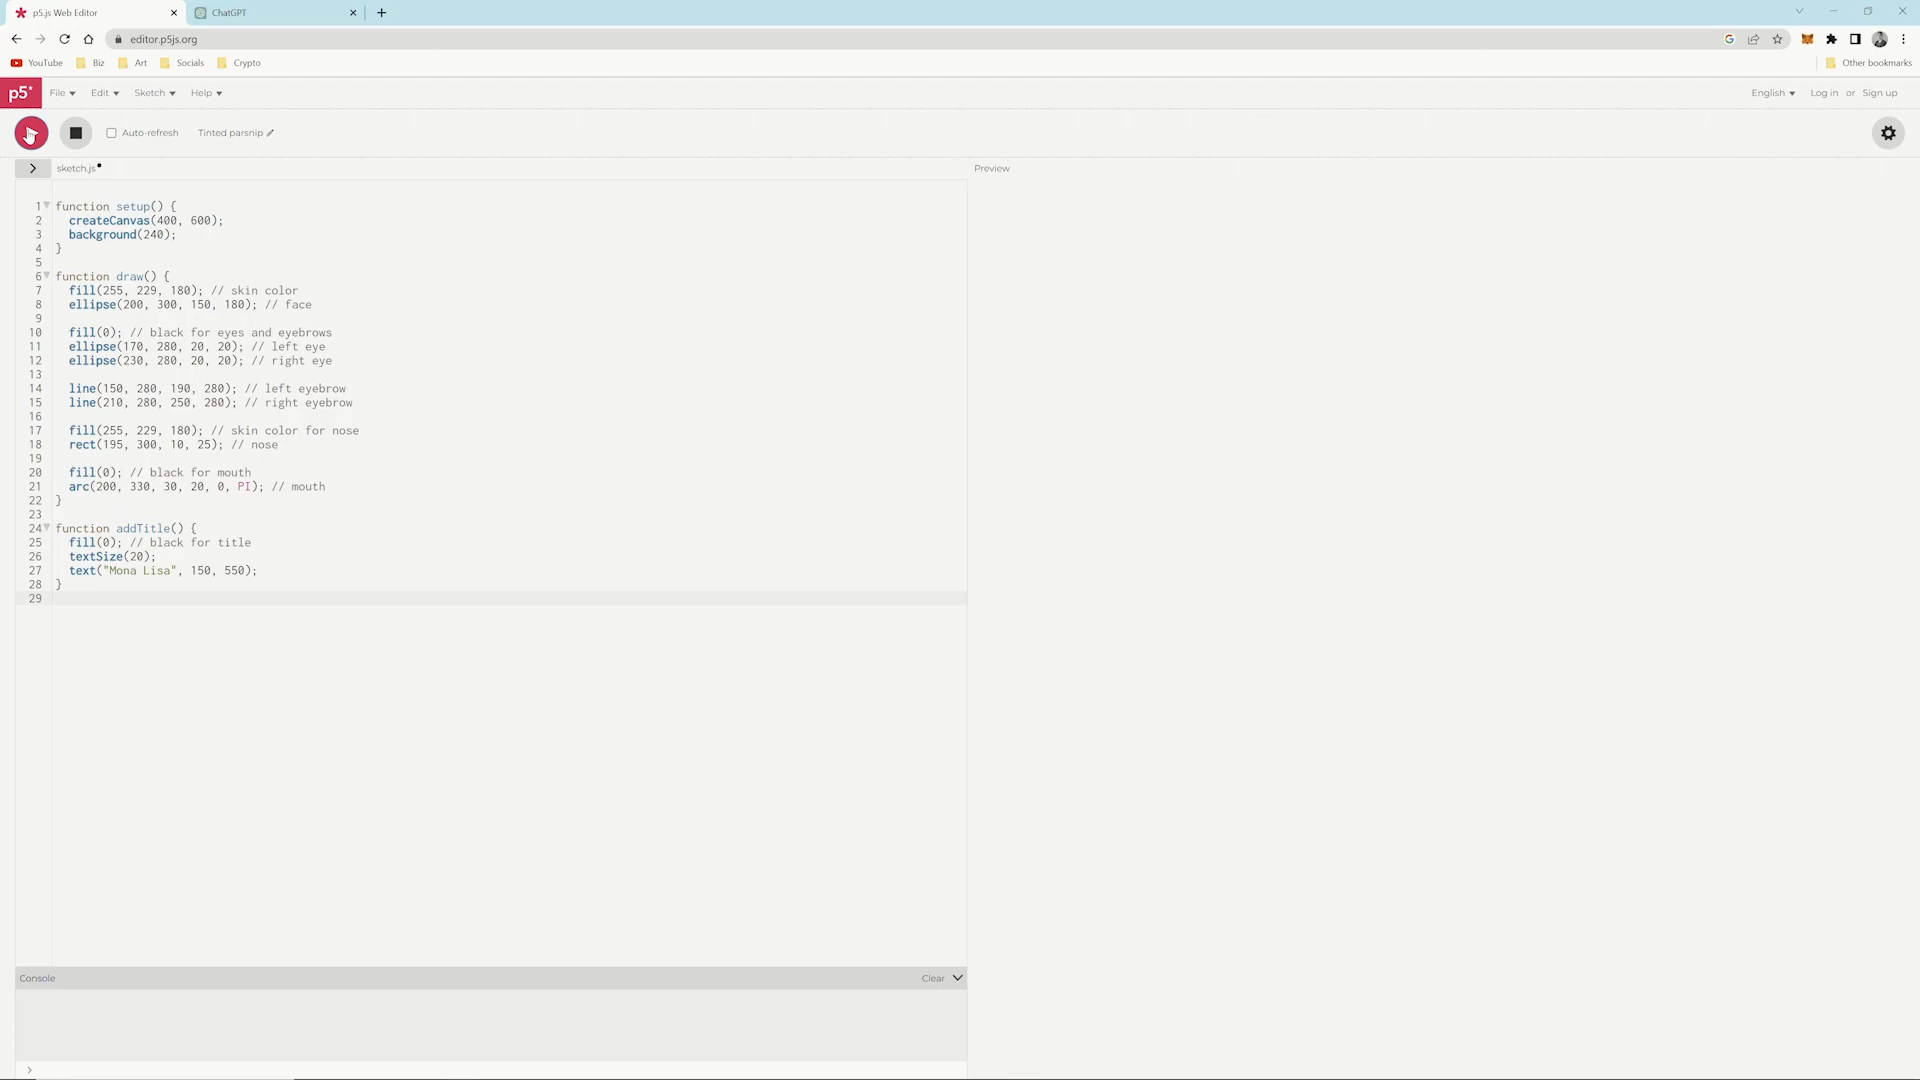 p5.js Web Editor
ChatGPT
editor.p5js.org
YouTube Biz Art Socials Crypto Other bookmarks
p5* File Edit Sketch Help English Log in or Sign up
Auto-refresh Tinted parsnip
sketch.js Preview
1 function setup() {
2 createCanvas(400, 600);
3 background(240);
4 }
5
6 function draw() {
7 fill(255, 229, 180); // skin color
8 ellipse(200, 300, 150, 180); // face
9
10 fill(0); // black for eyes and eyebrows
11 ellipse(170, 280, 20, 20); // left eye
12 ellipse(230, 280, 20, 20); // right eye
13
14 line(150, 280, 190, 280); // left eyebrow
15 line(210, 280, 250, 280); // right eyebrow
16
17 fill(255, 229, 180); // skin color for nose
18 rect(195, 300, 10, 25); // nose
19
20 fill(0); // black for mouth
21 arc(200, 330, 30, 20, 0, PI); // mouth
22 }
23
24 function addTitle() {
25 fill(0); // black for title
26 textSize(20);
27 text("Mona Lisa", 150, 550);
28 }
29
Console Clear
>